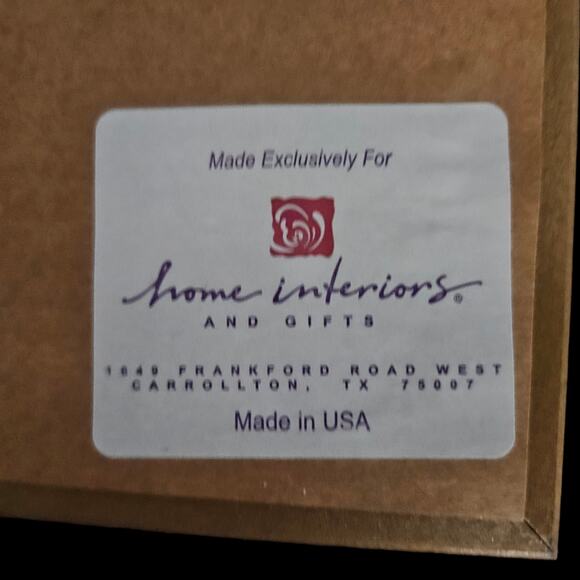 Made Exclusively For
home interiors®
AND GIFTS
1649 FRANKFORD ROAD WEST
CARROLLTON, TX 75007
Made in USA